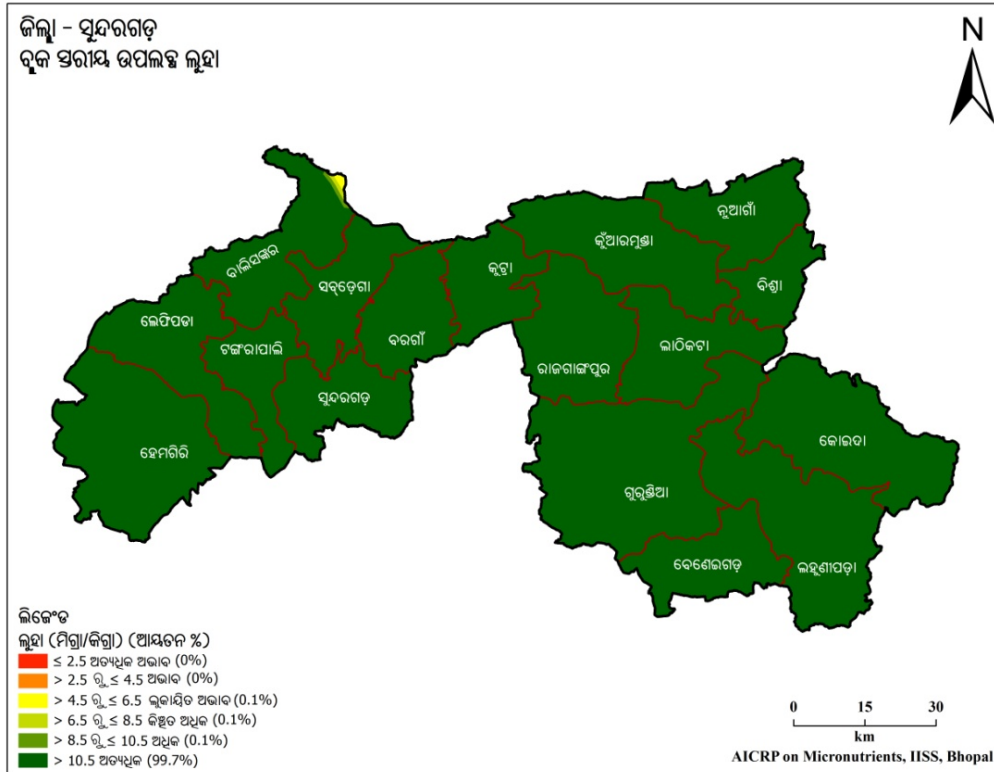 ଜିଲ୍ଲା - ସୁନ୍ଦରଗଡ଼
ବ୍ଲକ ସ୍ତରୀୟ ଉପଲବ୍ଧ ଲୁହା
N
ନୁଆଗାଁ
କୁଁଆରମୁଣ୍ଡା
ବାଲିସଙ୍କରା
କୁଟ୍ରା
ବିଶ୍ରା
ସବ୍‌ଡ଼େଗା
ଲେଫିପଡା
ବରଗାଁ
ଲାଠିକଟା
ଟଙ୍ଗରାପାଲି
ରାଜଗାଙ୍ଗପୁର
ସୁନ୍ଦରଗଡ଼
କୋଇଦା
ହେମଗିରି
ଗୁରୁଣ୍ଡିଆ
ବେଣେଇଗଡ଼
ଲହୁଣୀପଡ଼ା
ଲିଜେଂଡ
ଲୁହା (ମିଗ୍ରା/କିଗ୍ରା) (ଆୟତନ %)
≤ 2.5 ଅତ୍ୟଧିକ ଅଭାବ (0%)
> 2.5 ରୁ ≤ 4.5 ଅଭାବ (0%)
> 4.5 ରୁ ≤ 6.5 ଲୁକାୟିତ ଅଭାବ (0.1%)
> 6.5 ରୁ ≤ 8.5 କିଞ୍ଚିତ ଅଧିକ (0.1%)
> 8.5 ରୁ ≤ 10.5 ଅଧିକ (0.1%)
> 10.5 ଅତ୍ୟଧିକ (99.7%)
0 15 30
km
AICRP on Micronutrients, IISS, Bhopal